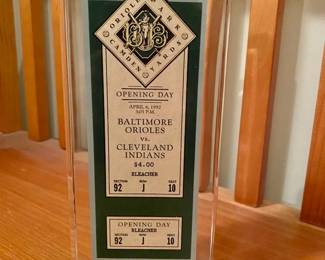 ORIOLE PARK
CAMDEN YARDS
OPENING DAY
APRIL 6, 1992
3:05 P.M.
BALTIMORE
ORIOLES
vs.
CLEVELAND
INDIANS
$4.00
BLEACHER
SECTION ROW SEAT
92 J 10
OPENING DAY
BLEACHER
SECTION ROW SEAT
92 J 10